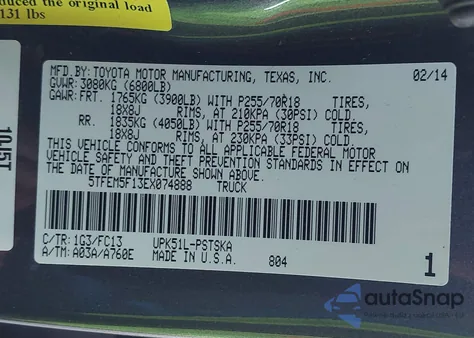 duced the original load
131 lbs
MFD.BY: TOYOTA MOTOR MANUFACTURING, TEXAS, INC. 02/14
GVWR: 3080KG (6800LB)
GAWR: FRT. 1765KG (3900LB) WITH P255/70R18 TIRES,
18X8J RIMS, AT 210KPA (30PSI) COLD.
RR. 1835KG (4050LB) WITH P255/70R18 TIRES,
18X8J RIMS, AT 230KPA (33PSI) COLD.
THIS VEHICLE CONFORMS TO ALL APPLICABLE FEDERAL MOTOR
VEHICLE SAFETY AND THEFT PREVENTION STANDARDS IN EFFECT ON
THE DATE OF MANUFACTURE SHOWN ABOVE.
5TFEM5F13EX074888 TRUCK
C/TR: 1G3/FC13 UPK51L-PSTSKA
A/TM: A03A/A760E MADE IN U.S.A. 804 1
autoSnap